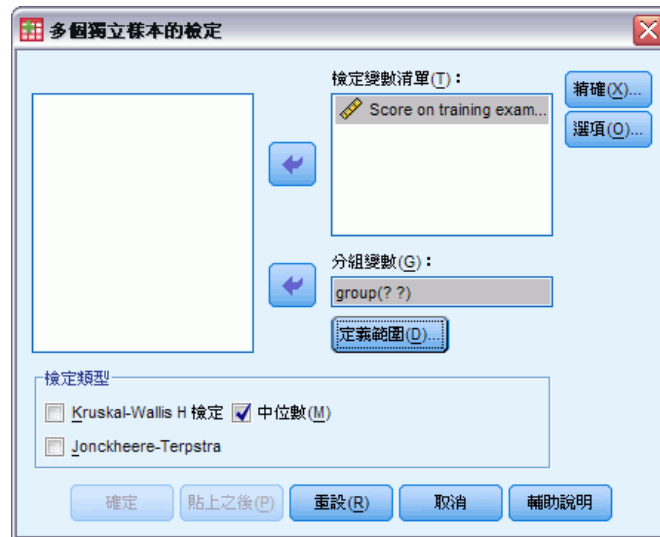 多個獨立樣本的檢定
檢定變數清單(T)：
Score on training exam...
精確(X)...
選項(O)...
分組變數(G)：
group(? ?)
定義範圍(D)...
檢定類型
Kruskal-Wallis H 檢定
中位數(M)
Jonckheere-Terpstra
確定
貼上之後(P)
重設(R)
取消
輔助說明